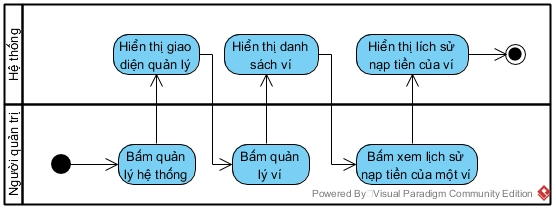 Hệ thống
Hiển thị giao
diện quản lý
Hiển thị danh
sách ví
Hiển thị lích sử
nạp tiền của ví
Người quản trị
Bấm quản
lý hệ thống
Bấm quản
lý ví
Bấm xem lịch sử
nạp tiền của một ví
Powered By Visual Paradigm Community Edition